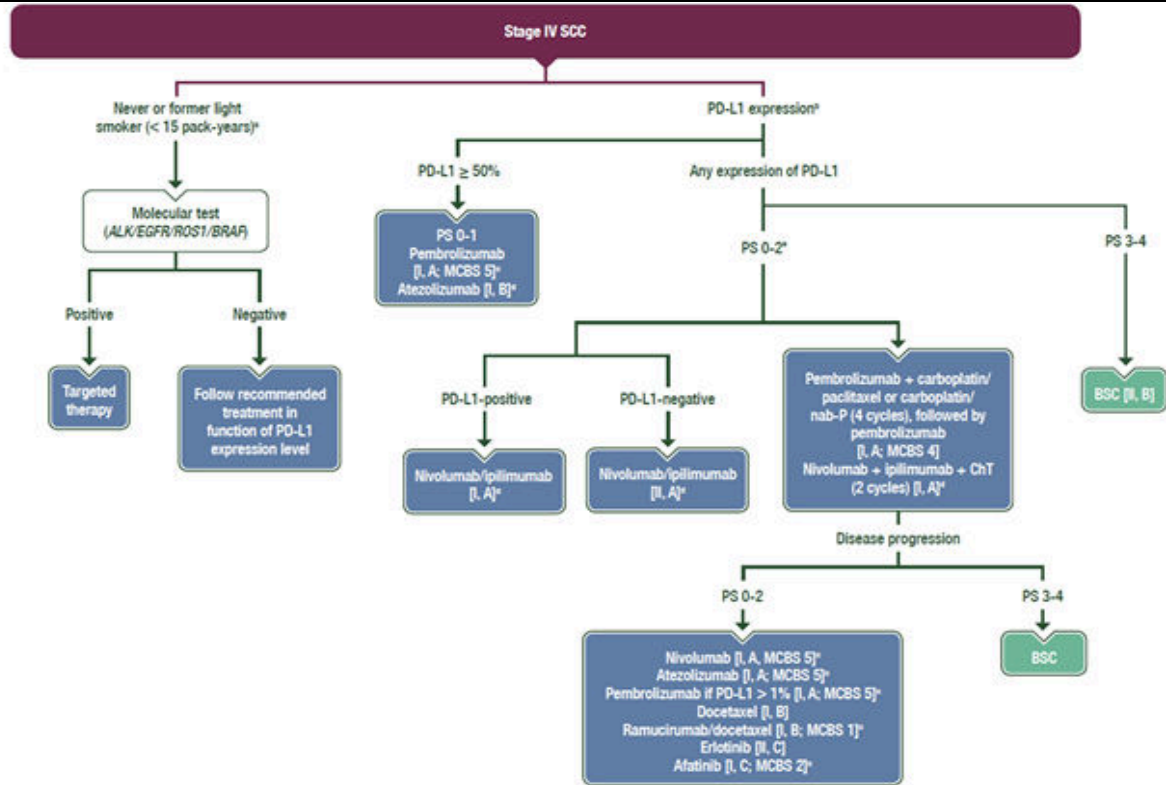 Stage IV SCC
Never or former light
smoker (< 15 pack-years)ᵃ
PD-L1 expressionᵃ
PD-L1 ≥ 50%
Any expression of PD-L1
Molecular test
(ALK/EGFR/ROS1/BRAF)
PS 0-1
Pembrolizumab
[I, A; MCBS 5]ᵃ
Atezolizumab [I, B]ᵃ
PS 0-2ᵃ
PS 3-4
Positive
Negative
Targeted
therapy
Follow recommended
treatment in
function of PD-L1
expression level
PD-L1-positive
PD-L1-negative
Nivolumab/ipilimumab
[I, A]ᵃ
Nivolumab/ipilimumab
[II, A]ᵃ
Pembrolizumab + carboplatin/
paclitaxel or carboplatin/
nab-P (4 cycles), followed by
pembrolizumab
[I, A; MCBS 4]
Nivolumab + ipilimumab + ChT
(2 cycles) [I, A]ᵈ
BSC [II, B]
Disease progression
PS 0-2
PS 3-4
Nivolumab [I, A, MCBS 5]ᵃ
Atezolizumab [I, A; MCBS 5]ᵃ
Pembrolizumab if PD-L1 > 1% [I, A; MCBS 5]ᵃ
Docetaxel [I, B]
Ramucirumab/docetaxel [I, B; MCBS 1]ᵃ
Erlotinib [II, C]
Afatinib [I, C; MCBS 2]ᵃ
BSC